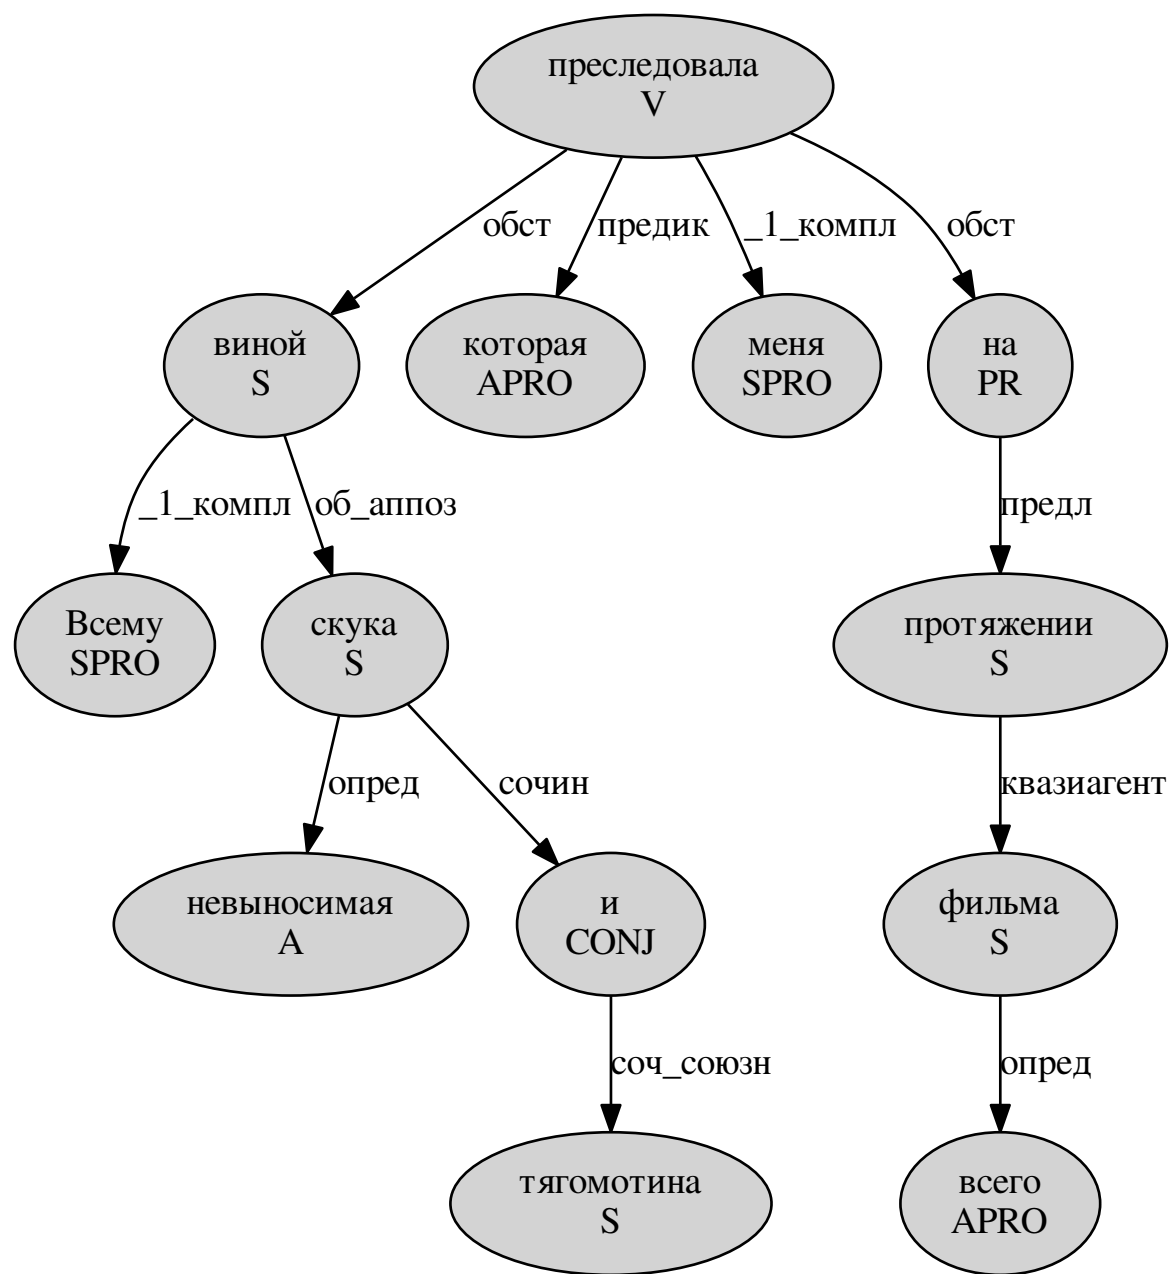 преследовала
V
обст
предик
_1_компл
обст
виной
S
которая
APRO
меня
SPRO
на
PR
_1_компл
об_аппоз
предл
Всему
SPRO
скука
S
протяжении
S
опред
сочин
квазиагент
невыносимая
A
и
CONJ
фильма
S
соч_союзн
опред
тягомотина
S
всего
APRO